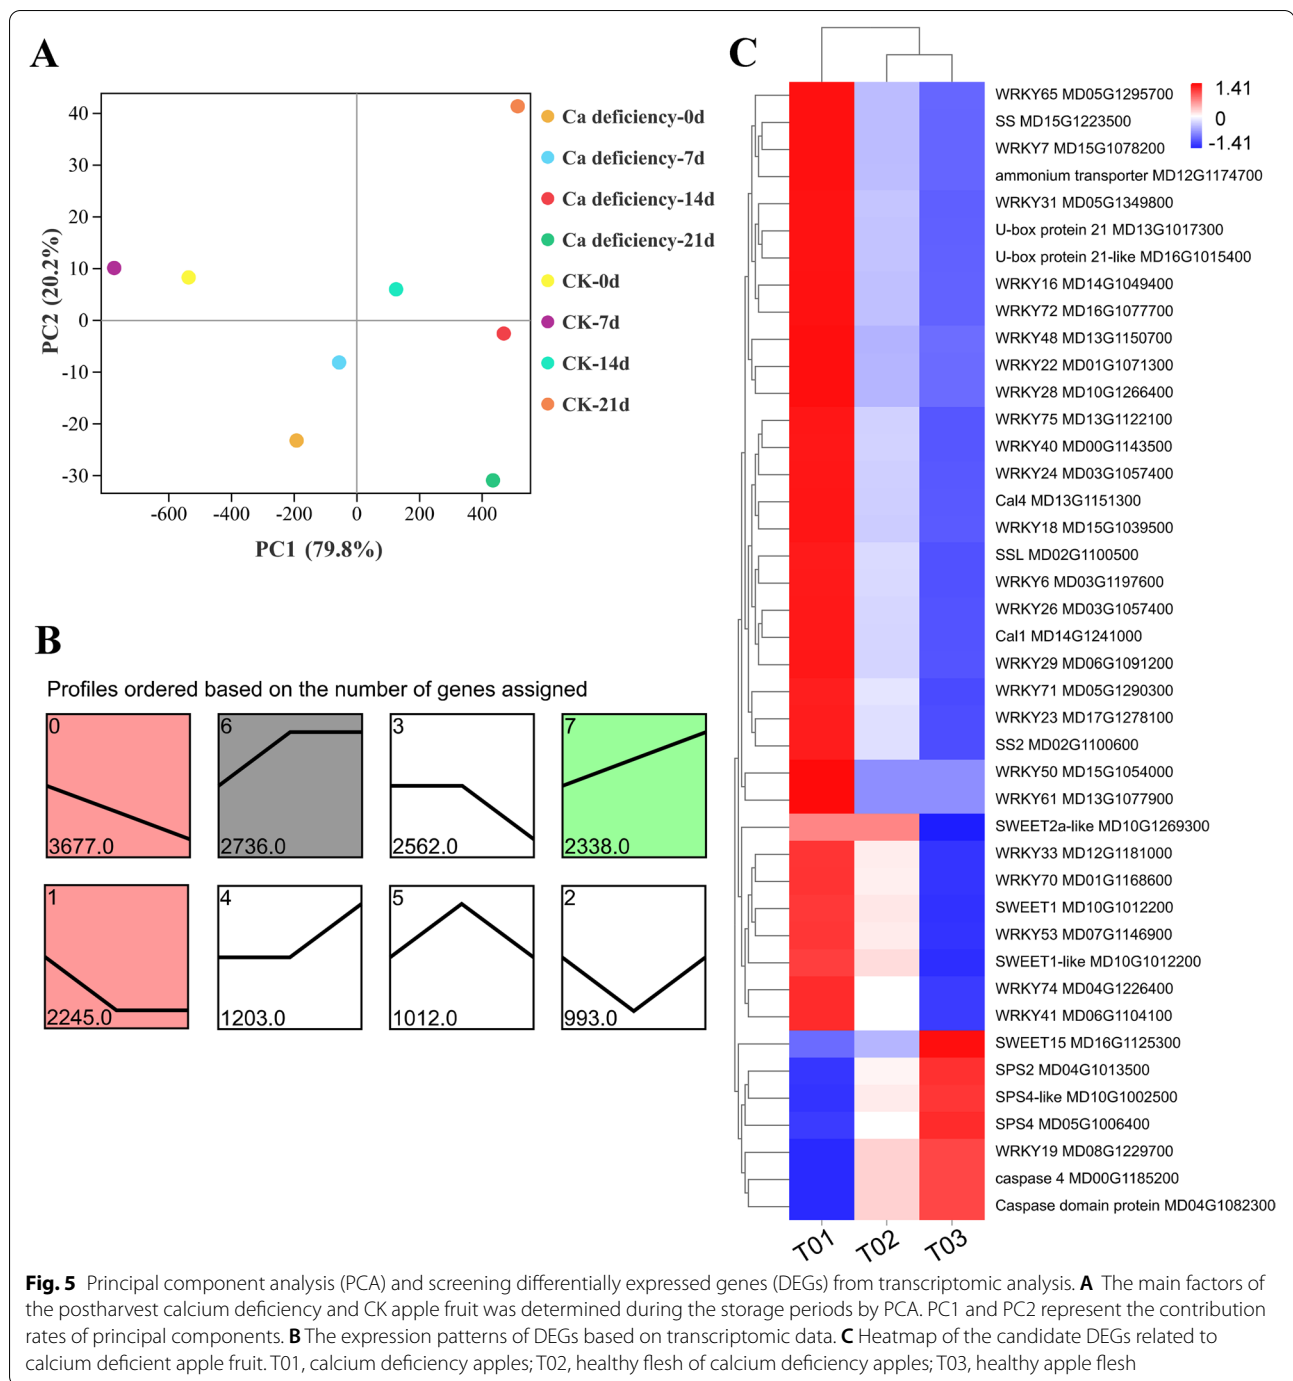 A
40
30
20
10
0
-10
-20
-30
PC2 (20.2%)
-600 -400 -200 0 200 400
PC1 (79.8%)
Ca deficiency-0d
Ca deficiency-7d
Ca deficiency-14d
Ca deficiency-21d
CK-0d
CK-7d
CK-14d
CK-21d
B
Profiles ordered based on the number of genes assigned
0 6 3 7
3677.0 2736.0 2562.0 2338.0
1 4 5 2
2245.0 1203.0 1012.0 993.0
C
1.41
0
-1.41
WRKY65 MD05G1295700
SS MD15G1223500
WRKY7 MD15G1078200
ammonium transporter MD12G1174700
WRKY31 MD05G1349800
U-box protein 21 MD13G1017300
U-box protein 21-like MD16G1015400
WRKY16 MD14G1049400
WRKY72 MD16G1077700
WRKY48 MD13G1150700
WRKY22 MD01G1071300
WRKY28 MD10G1266400
WRKY75 MD13G1122100
WRKY40 MD00G1143500
WRKY24 MD03G1057400
Cal4 MD13G1151300
WRKY18 MD15G1039500
SSL MD02G1100500
WRKY6 MD03G1197600
WRKY26 MD03G1057400
Cal1 MD14G1241000
WRKY29 MD06G1091200
WRKY71 MD05G1290300
WRKY23 MD17G1278100
SS2 MD02G1100600
WRKY50 MD15G1054000
WRKY61 MD13G1077900
SWEET2a-like MD10G1269300
WRKY33 MD12G1181000
WRKY70 MD01G1168600
SWEET1 MD10G1012200
WRKY53 MD07G1146900
SWEET1-like MD10G1012200
WRKY74 MD04G1226400
WRKY41 MD06G1104100
SWEET15 MD16G1125300
SPS2 MD04G1013500
SPS4-like MD10G1002500
SPS4 MD05G1006400
WRKY19 MD08G1229700
caspase 4 MD00G1185200
Caspase domain protein MD04G1082300
T01 T02 T03
Fig. 5 Principal component analysis (PCA) and screening differentially expressed genes (DEGs) from transcriptomic analysis. A The main factors of
the postharvest calcium deficiency and CK apple fruit was determined during the storage periods by PCA. PC1 and PC2 represent the contribution
rates of principal components. B The expression patterns of DEGs based on transcriptomic data. C Heatmap of the candidate DEGs related to
calcium deficient apple fruit. T01, calcium deficiency apples; T02, healthy flesh of calcium deficiency apples; T03, healthy apple flesh